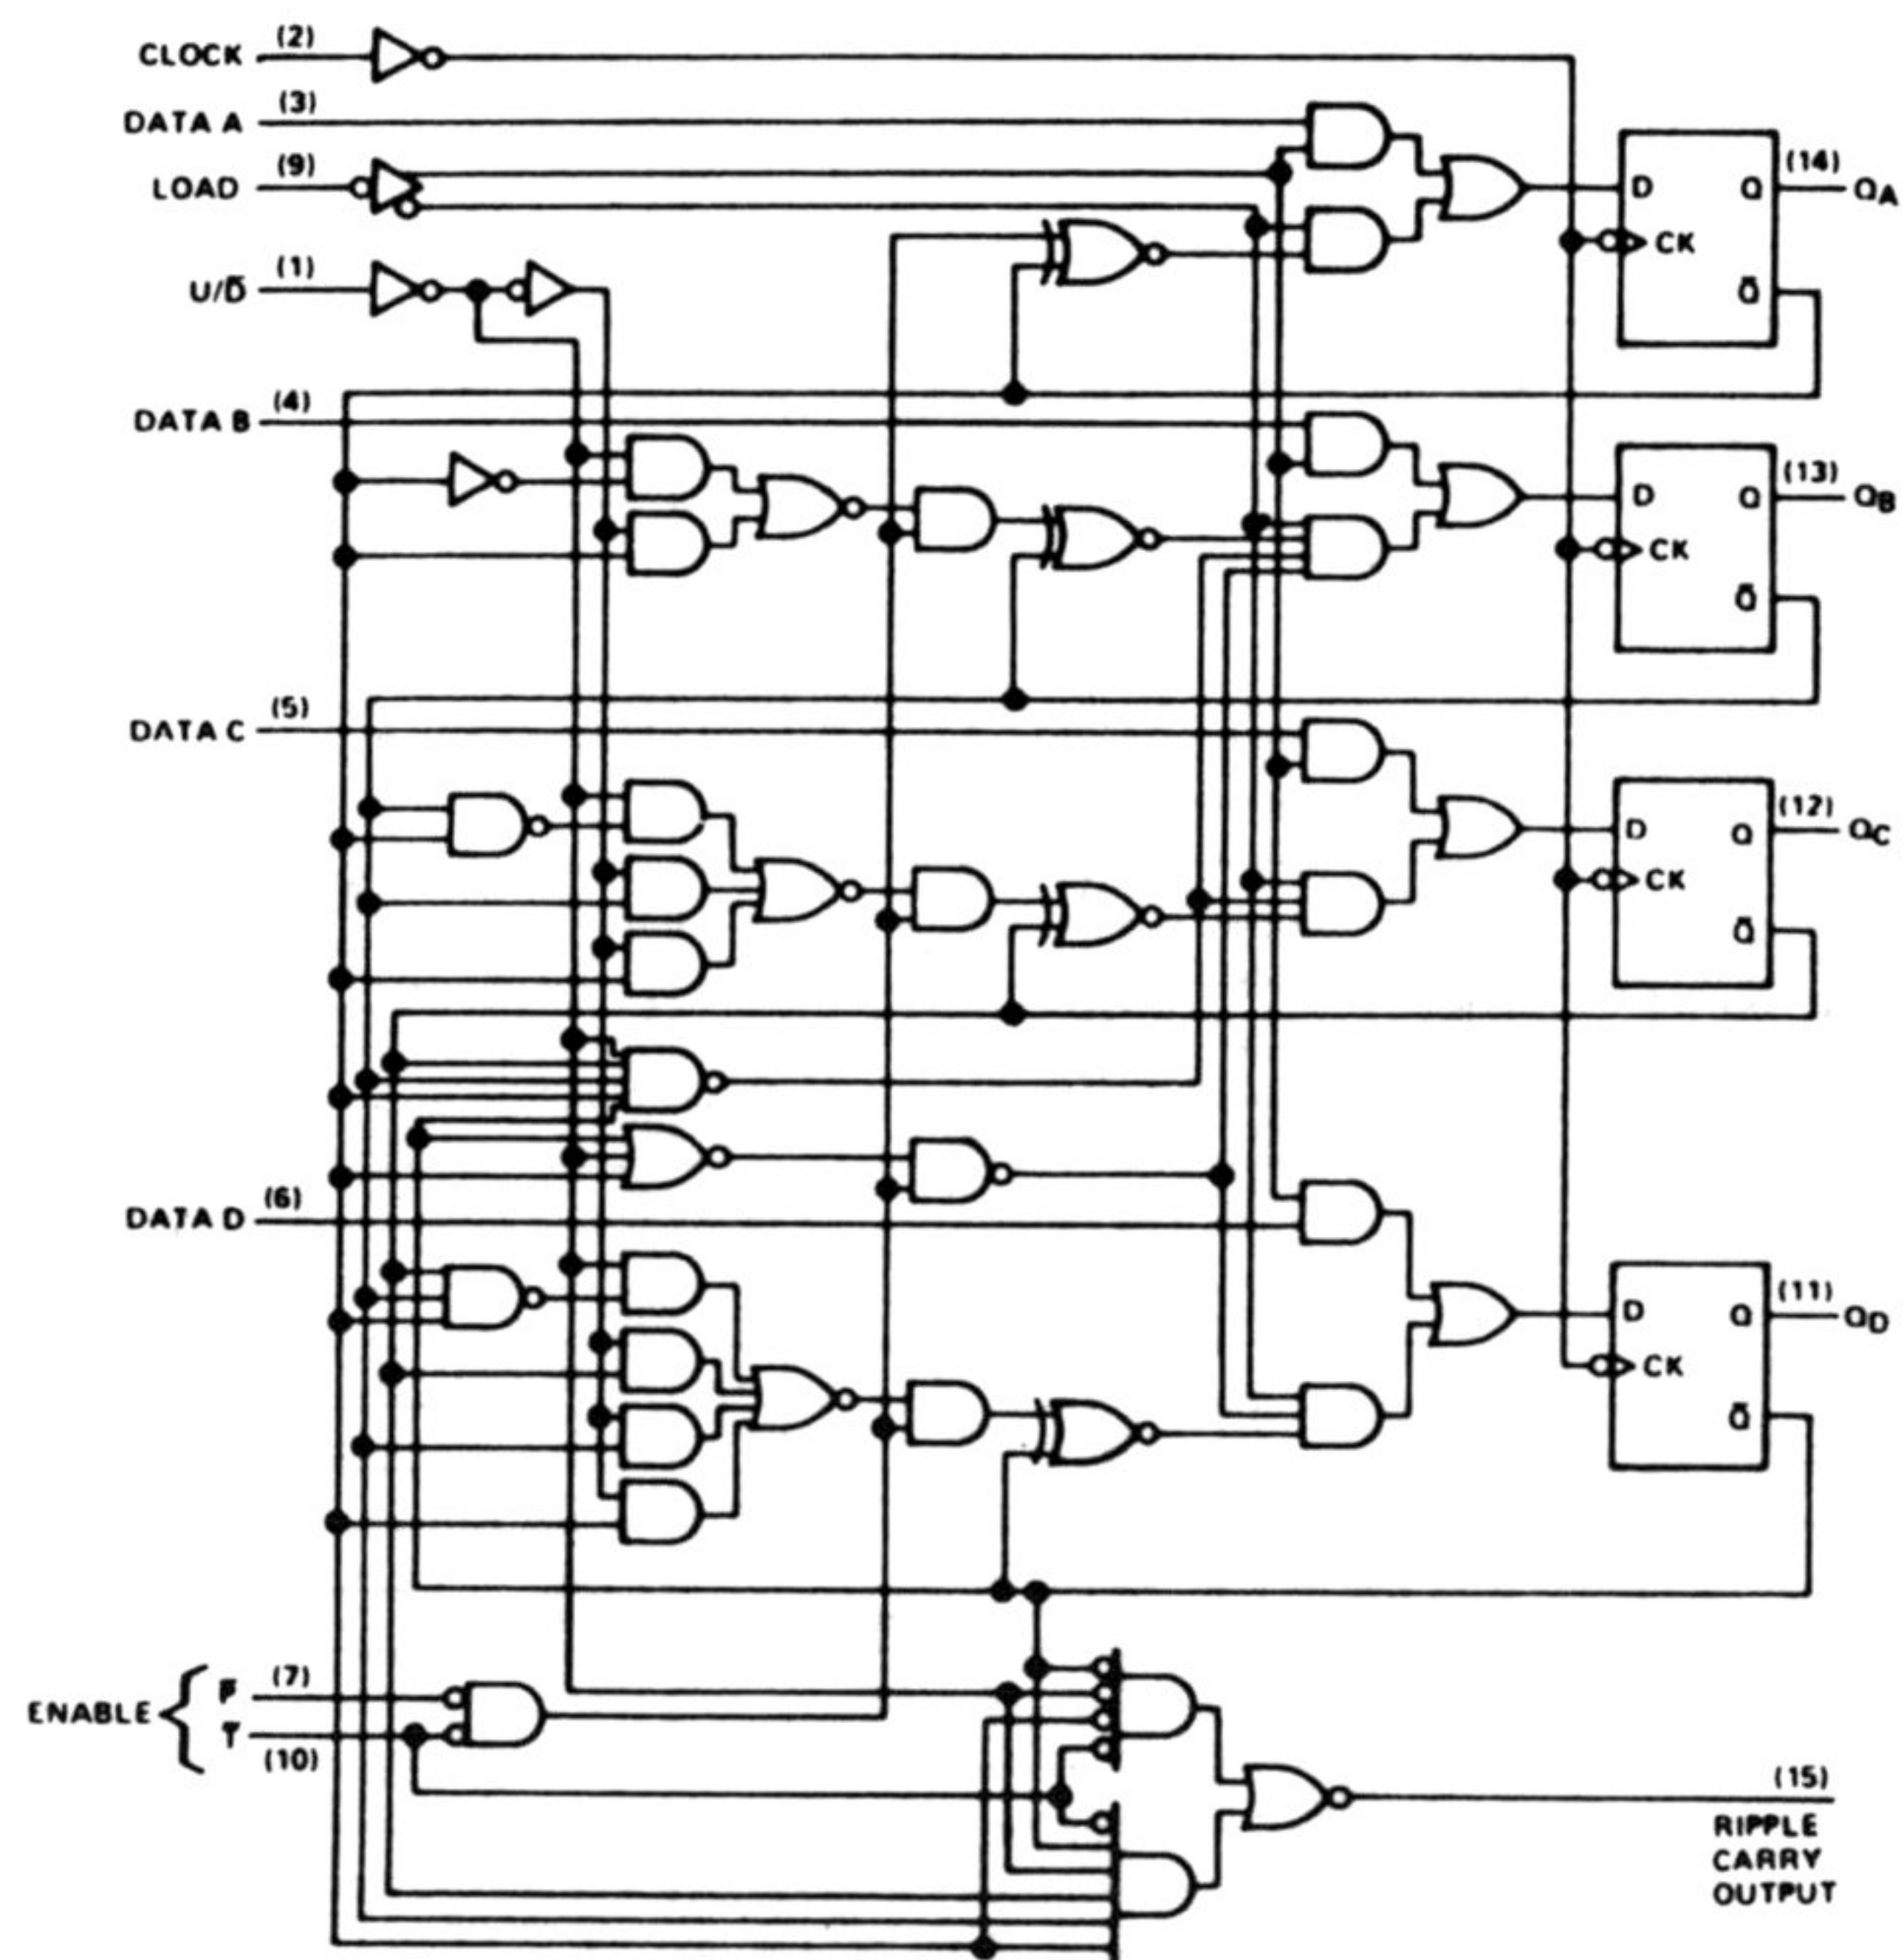 CLOCK (2)
DATA A (3)
LOAD (9)
U/D̅ (1)
D Q (14) QA
CK
Q̅
DATA B (4)
D Q (13) QB
CK
Q̅
DATA C (5)
D Q (12) QC
CK
Q̅
DATA D (6)
D Q (11) QD
CK
Q̅
ENABLE { P̅ (7)
T̅ (10)
(15)
RIPPLE
CARRY
OUTPUT